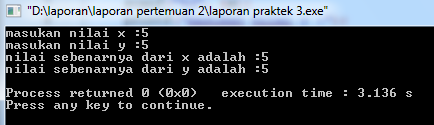 "D:\laporan\laporan pertemuan 2\laporan praktek 3.exe"
masukan nilai x :5
masukan nilai y :5
nilai sebenarnya dari x adalah :5
nilai sebenarnya dari y adalah :5
Process returned 0 (0x0)   execution time : 3.136 s
Press any key to continue.